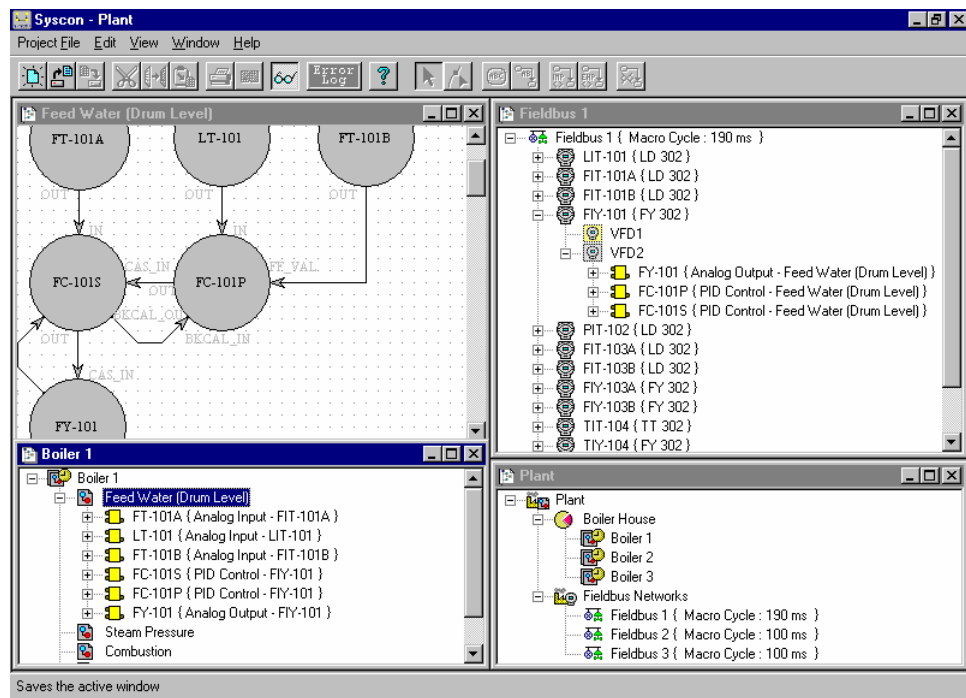 Syscon - Plant
Project File Edit View Window Help
Error Log
Feed Water (Drum Level)
FT-101A LT-101 FT-101B
OUT OUT OUT
IN IN
CAS_IN FF_VAL
FC-101S OUT FC-101P
BKCAL_OUT
OUT BKCAL_IN
CAS_IN
FY-101
Fieldbus 1
Fieldbus 1 { Macro Cycle : 190 ms }
LIT-101 { LD 302 }
FIT-101A { LD 302 }
FIT-101B { LD 302 }
FIY-101 { FY 302 }
VFD1
VFD2
FY-101 { Analog Output - Feed Water (Drum Level) }
FC-101P { PID Control - Feed Water (Drum Level) }
FC-101S { PID Control - Feed Water (Drum Level) }
PIT-102 { LD 302 }
FIT-103A { LD 302 }
FIT-103B { LD 302 }
FIY-103A { FY 302 }
FIY-103B { FY 302 }
TIT-104 { TT 302 }
TIY-104 { FY 302 }
Boiler 1
Boiler 1
Feed Water (Drum Level)
FT-101A { Analog Input - FIT-101A }
LT-101 { Analog Input - LIT-101 }
FT-101B { Analog Input - FIT-101B }
FC-101S { PID Control - FIY-101 }
FC-101P { PID Control - FIY-101 }
FY-101 { Analog Output - FIY-101 }
Steam Pressure
Combustion
Plant
Plant
Boiler House
Boiler 1
Boiler 2
Boiler 3
Fieldbus Networks
Fieldbus 1 { Macro Cycle : 190 ms }
Fieldbus 2 { Macro Cycle : 100 ms }
Fieldbus 3 { Macro Cycle : 100 ms }
Saves the active window